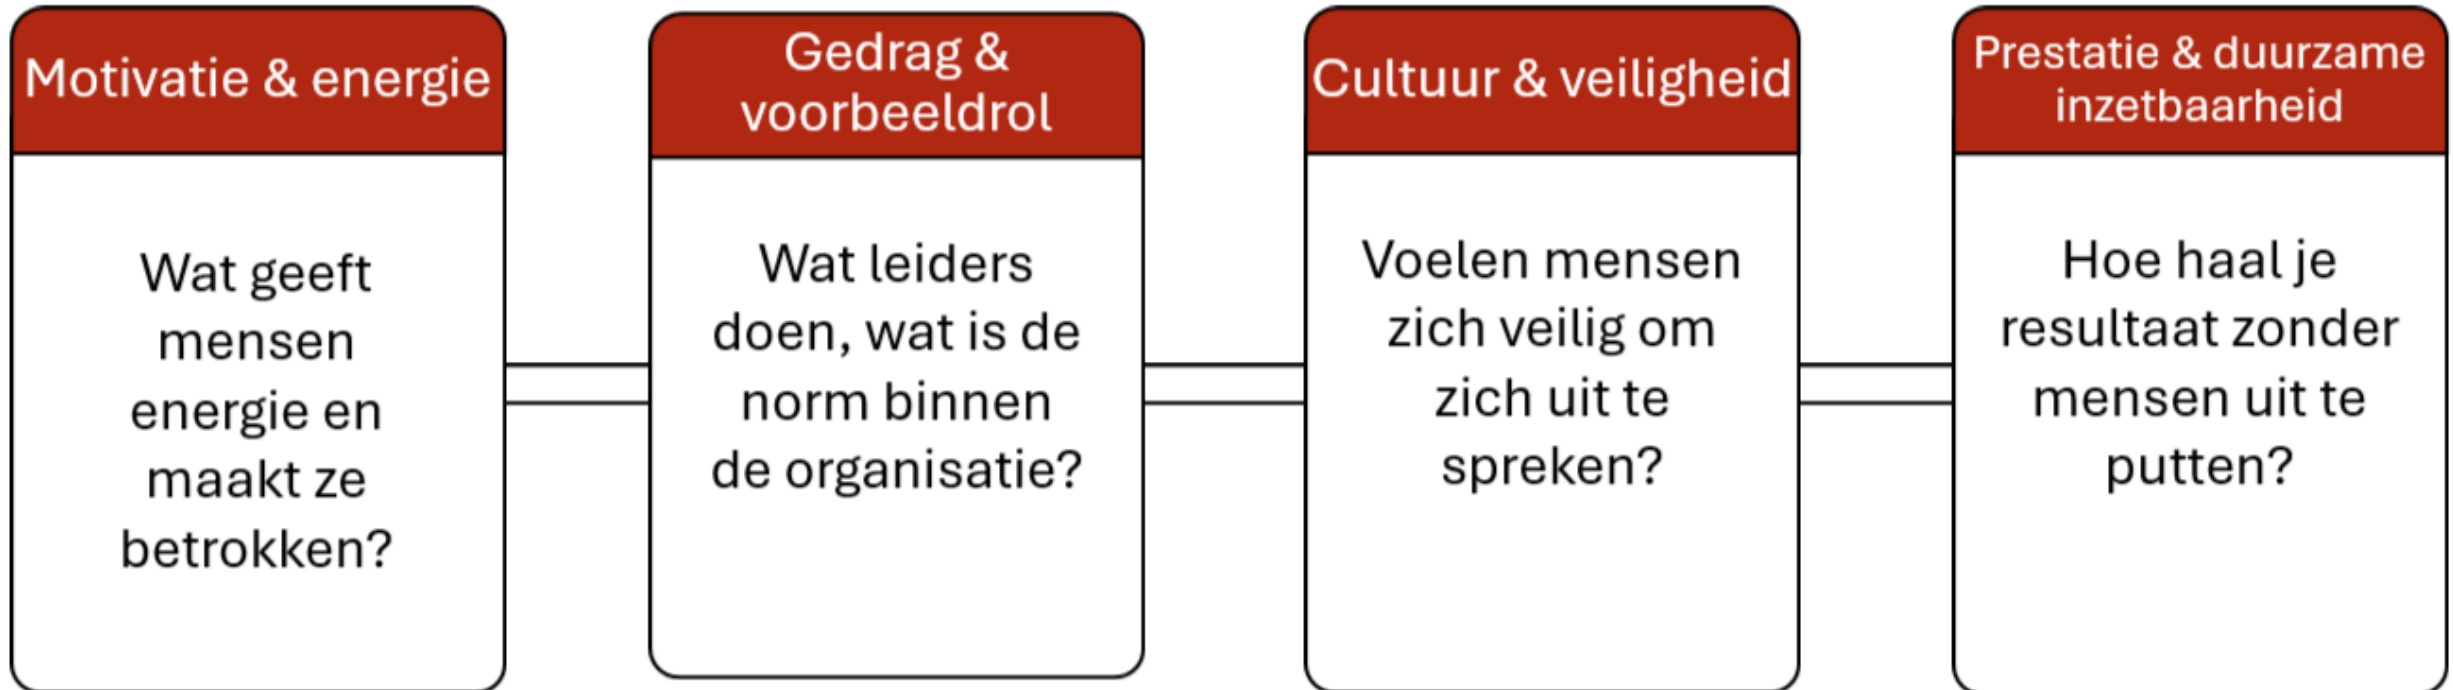 Motivatie & energie
Wat geeft
mensen
energie en
maakt ze
betrokken?
Gedrag &
voorbeeldrol
Wat leiders
doen, wat is de
norm binnen
de organisatie?
Cultuur & veiligheid
Voelen mensen
zich veilig om
zich uit te
spreken?
Prestatie & duurzame
inzetbaarheid
Hoe haal je
resultaat zonder
mensen uit te
putten?